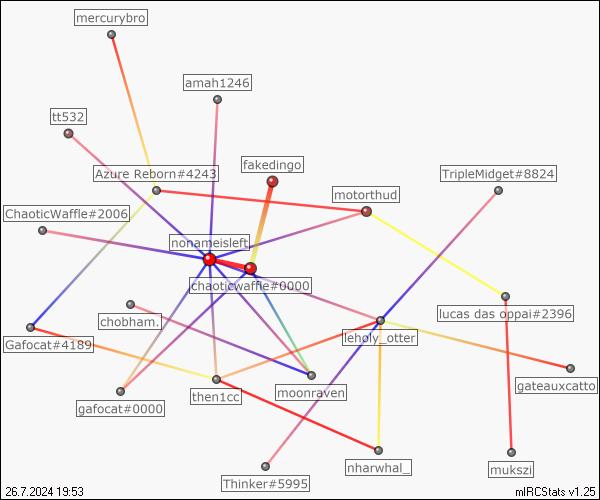 mercurybro
amah1246
tt532
fakedingo
Azure Reborn#4243
TripleMidget#8824
motorthud
ChaoticWaffle#2006
nonameisleft
chaoticwaffle#0000
lucas das oppai#2396
chobham.
leholy_otter
Gafocat#4189
gateauxcatto
moonraven
then1cc
gafocat#0000
nharwhal_
mukszi
Thinker#5995
26.7.2024 19:53
mIRCStats v1.25